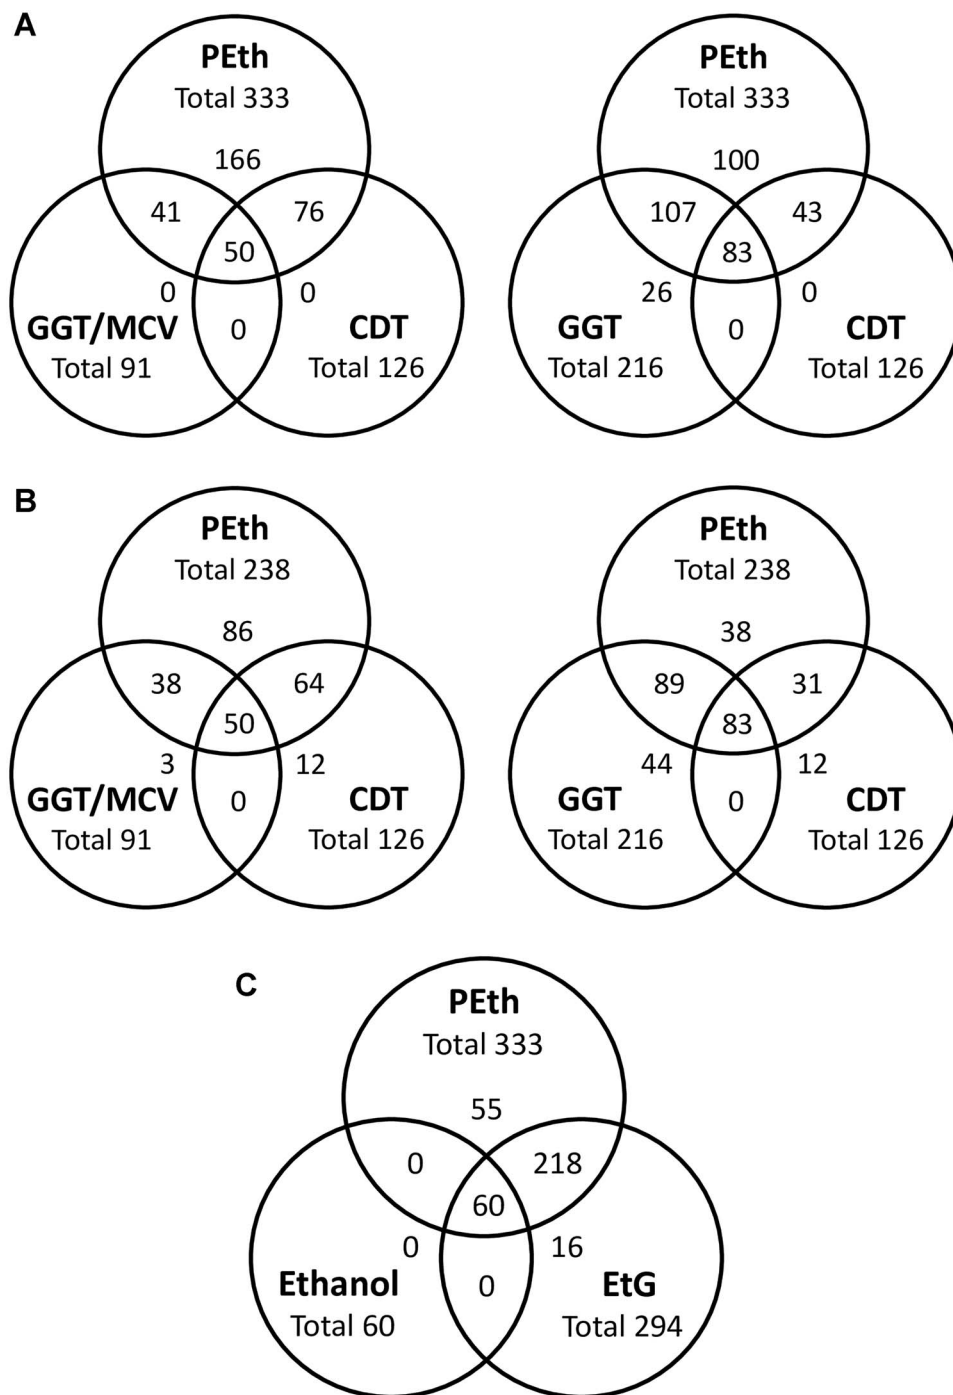 A
PEth
Total 333
166
41
76
50
0
0
GGT/MCV
0
CDT
Total 91
Total 126
PEth
Total 333
100
107
43
83
26
0
GGT
0
CDT
Total 216
Total 126
B
PEth
Total 238
86
38
64
50
3
12
GGT/MCV
0
CDT
Total 91
Total 126
PEth
Total 238
38
89
31
83
44
12
GGT
0
CDT
Total 216
Total 126
C
PEth
Total 333
55
0
218
60
0
16
Ethanol
0
EtG
Total 60
Total 294